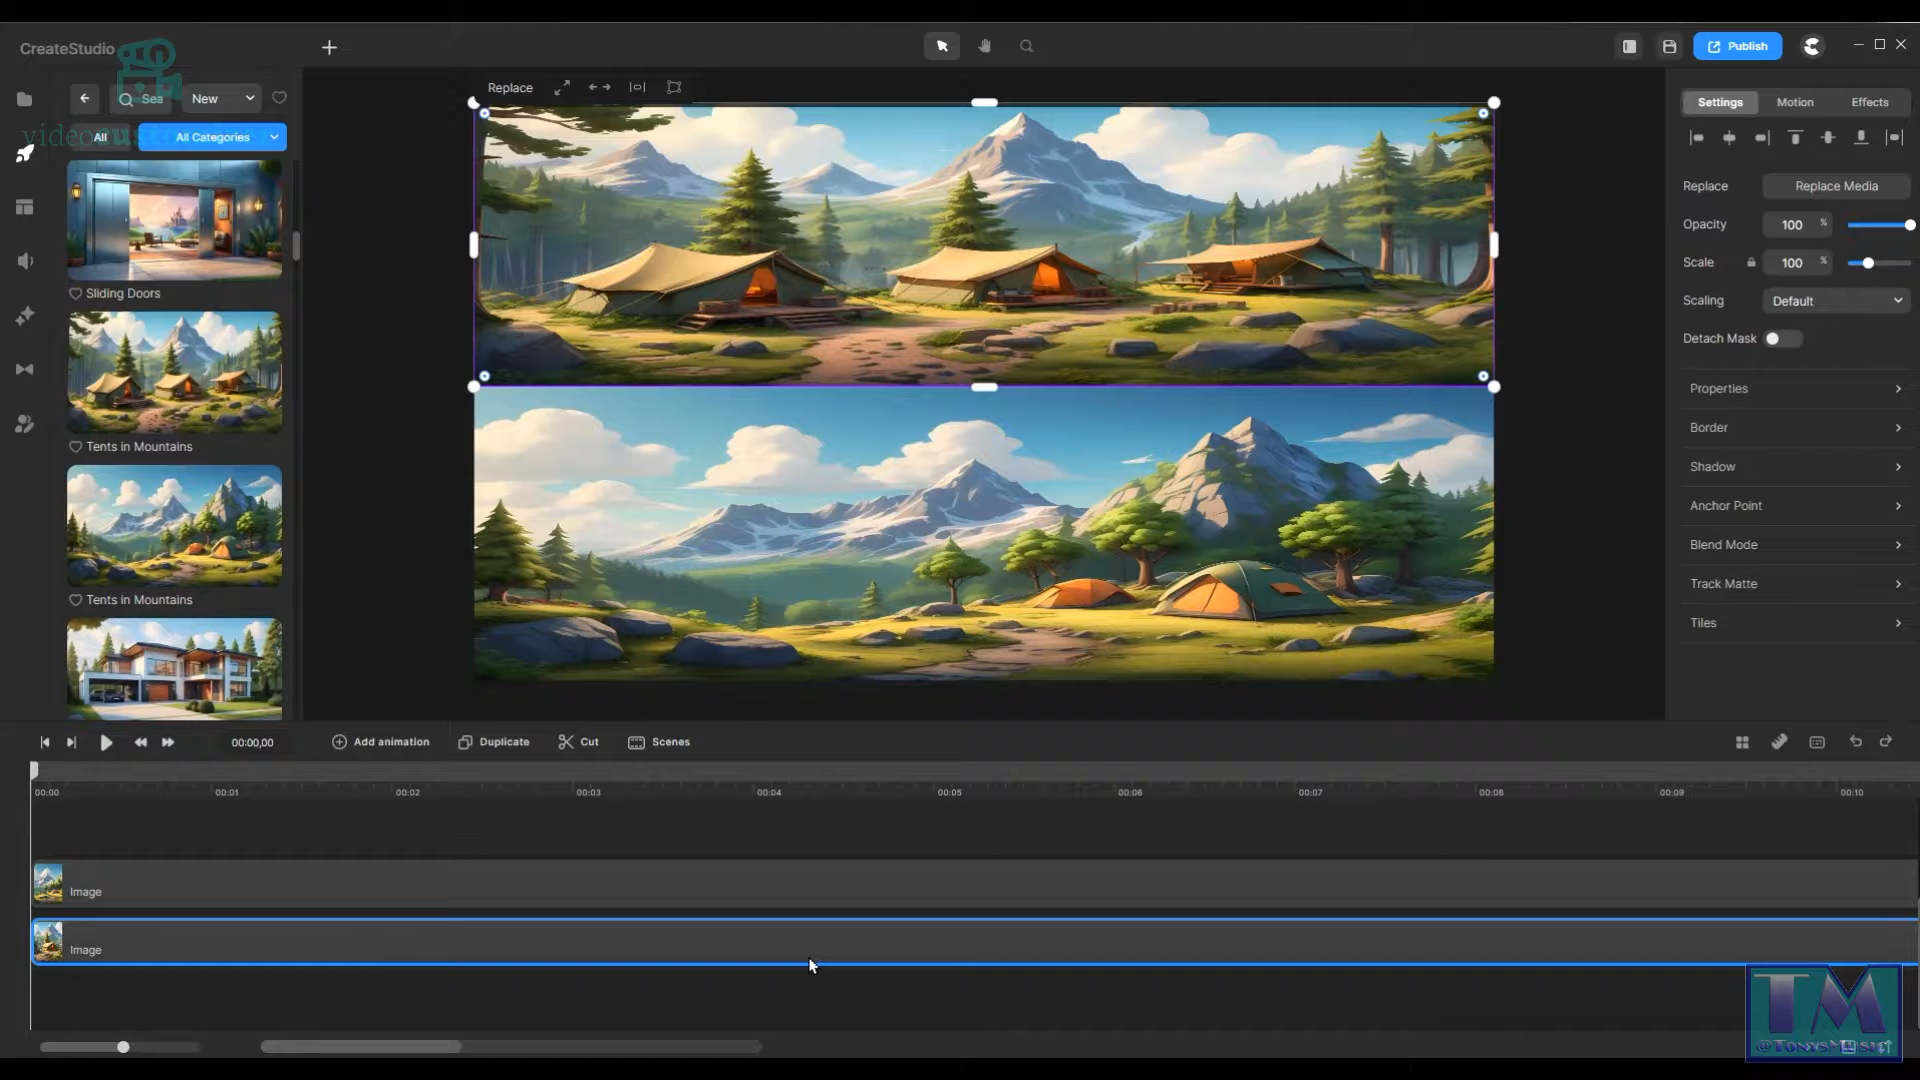 CreateStudio
Publish
Sea
New
Replace
Settings Motion Effects
videocus
All
All Categories
Replace Replace Media
Opacity 100 %
Scale 100 %
Scaling Default
Detach Mask
Sliding Doors
Properties
Border
Tents in Mountains
Shadow
Anchor Point
Blend Mode
Track Matte
Tents in Mountains
Tiles
00:00,00
Add animation
Duplicate
Cut
Scenes
00:00 00:01 00:02 00:03 00:04 00:05 00:06 00:07 00:08 00:09 00:10
Image
Image
TM